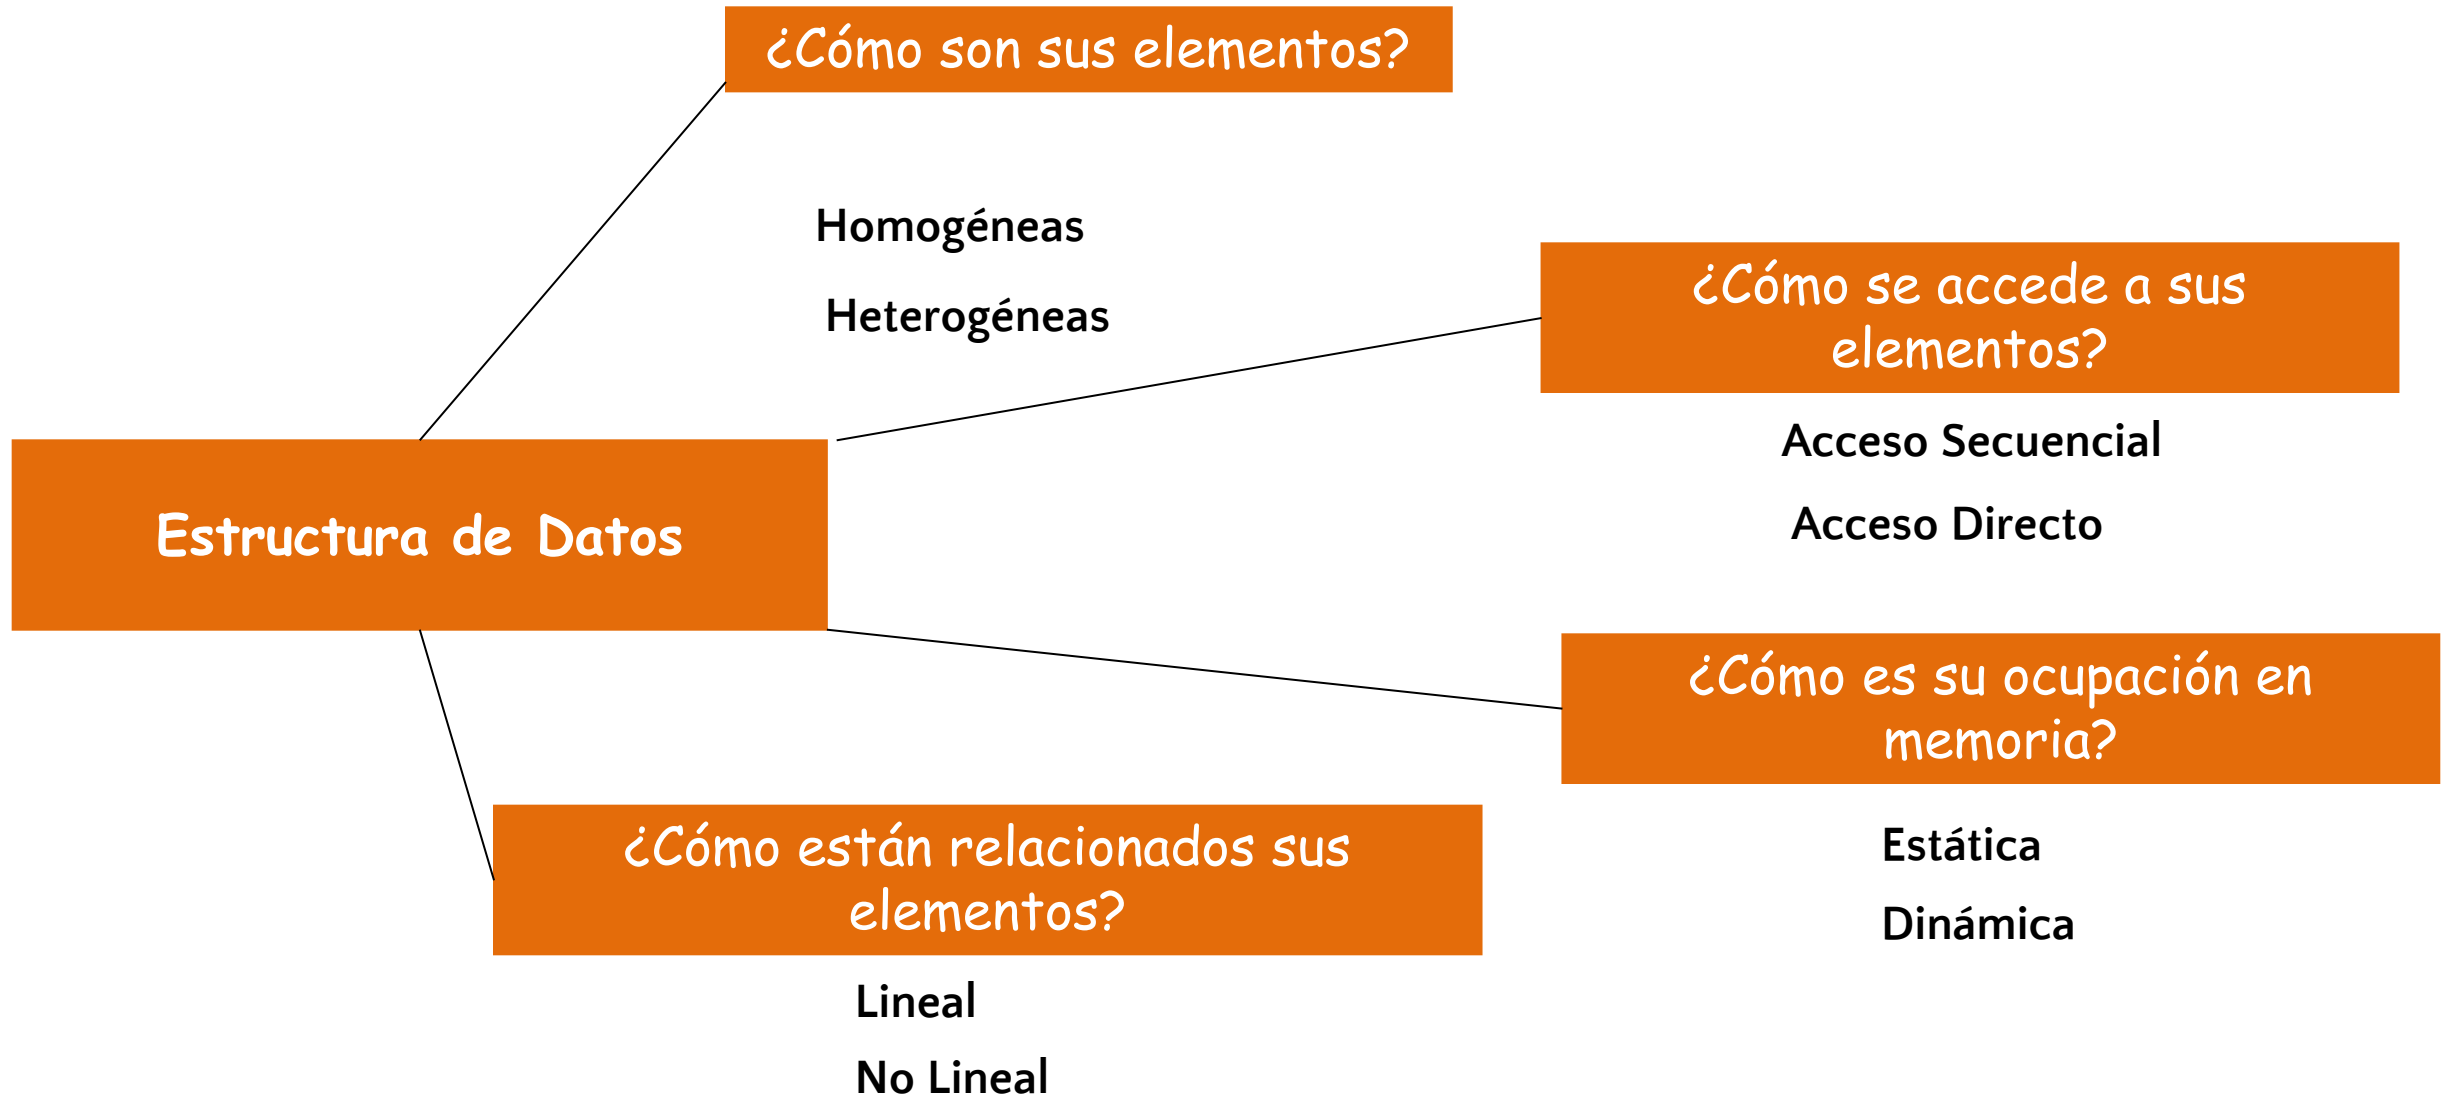 ¿Cómo son sus elementos?
Homogéneas
Heterogéneas
¿Cómo se accede a sus
elementos?
Acceso Secuencial
Acceso Directo
Estructura de Datos
¿Cómo es su ocupación en
memoria?
Estática
Dinámica
¿Cómo están relacionados sus
elementos?
Lineal
No Lineal